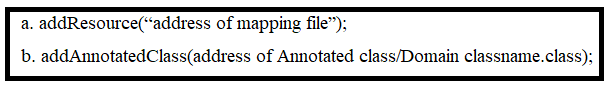 a. addResource(“address of mapping file”);
b. addAnnotatedClass(address of Annotated class/Domain classname.class);